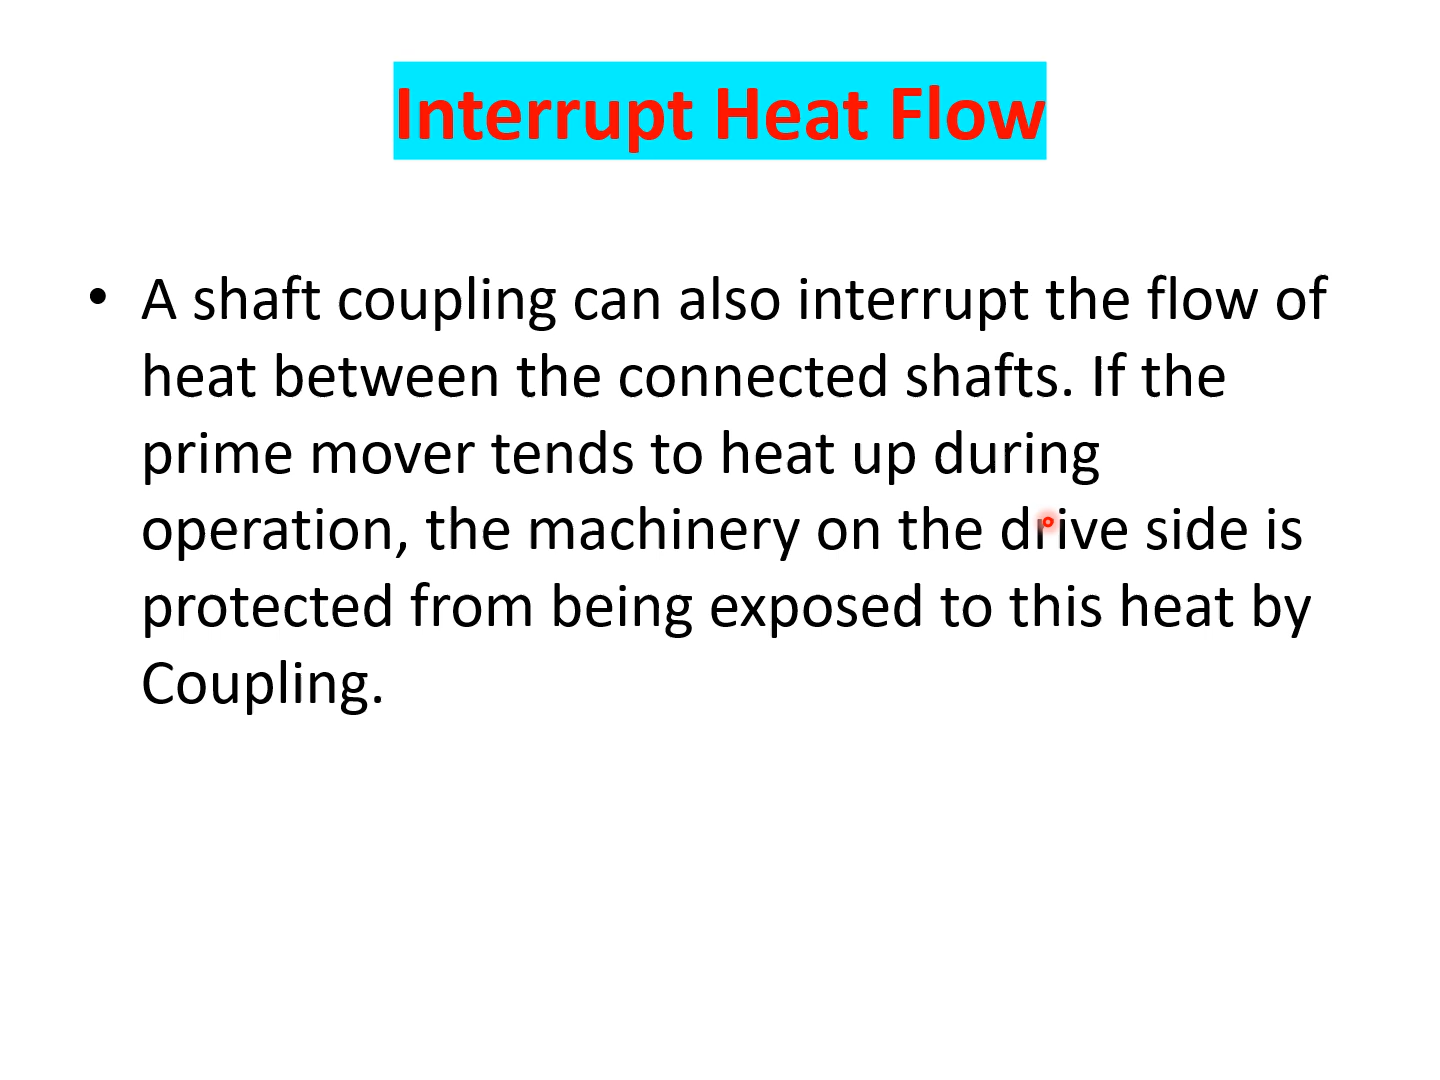 Interrupt Heat Flow
• A shaft coupling can also interrupt the flow of
heat between the connected shafts. If the
prime mover tends to heat up during
operation, the machinery on the drive side is
protected from being exposed to this heat by
Coupling.